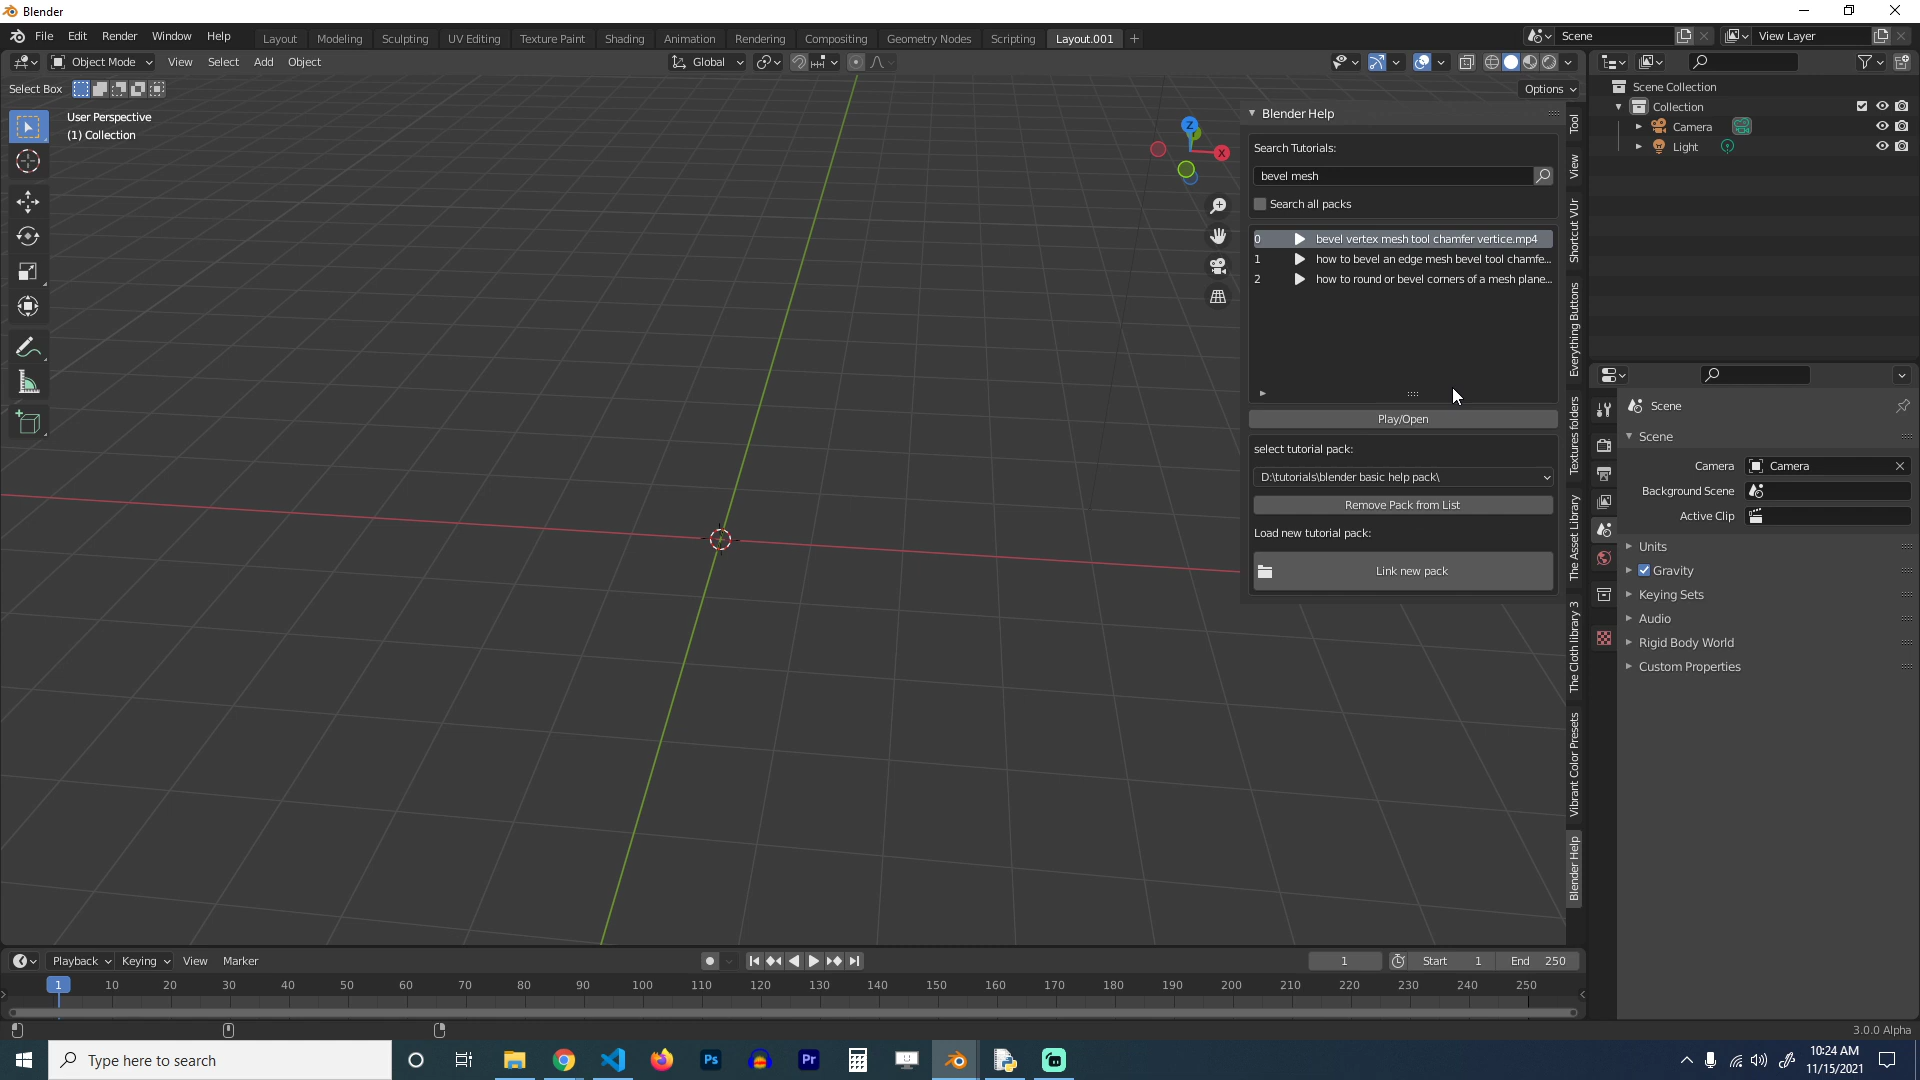 Blender
File Edit Render Window Help Layout Modeling Sculpting UV Editing Texture Paint Shading Animation Rendering Compositing Geometry Nodes Scripting Layout.001 + Scene View Layer
Object Mode View Select Add Object Global
Select Box Options
User Perspective
(1) Collection
Z
X
Blender Help
Search Tutorials:
bevel mesh
Search all packs
0 bevel vertex mesh tool chamfer vertice.mp4
1 how to bevel an edge mesh bevel tool chamfe...
2 how to round or bevel corners of a mesh plane...
Play/Open
select tutorial pack:
D:\tutorials\blender basic help pack\
Remove Pack from List
Load new tutorial pack:
Link new pack
Tool
View
Shortcut VUr
Everything Buttons
Textures folders
The Asset Library
The Cloth library 3
Vibrant Color Presets
Blender Help
Scene Collection
Collection
Camera
Light
Scene
Scene
Camera Camera
Background Scene
Active Clip
Units
Gravity
Keying Sets
Audio
Rigid Body World
Custom Properties
Playback Keying View Marker 1 Start 1 End 250
1 10 20 30 40 50 60 70 80 90 100 110 120 130 140 150 160 170 180 190 200 210 220 230 240 250
3.0.0 Alpha
Type here to search Ps Pr 10:24 AM
11/15/2021